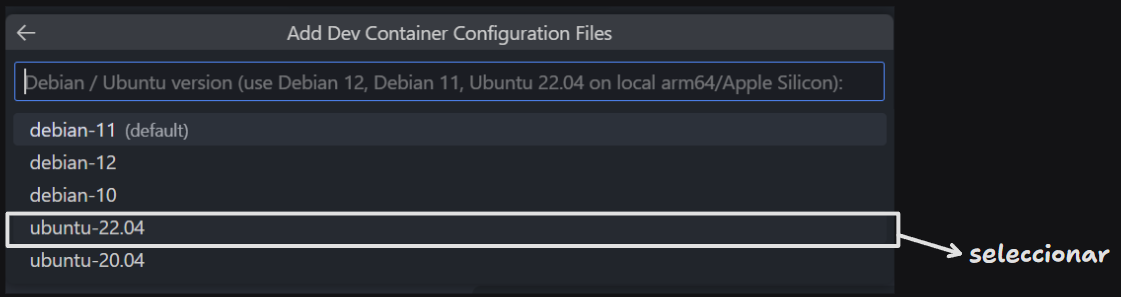 Add Dev Container Configuration Files
Debian / Ubuntu version (use Debian 12, Debian 11, Ubuntu 22.04 on local arm64/Apple Silicon):
debian-11 (default)
debian-12
debian-10
ubuntu-22.04
seleccionar
ubuntu-20.04